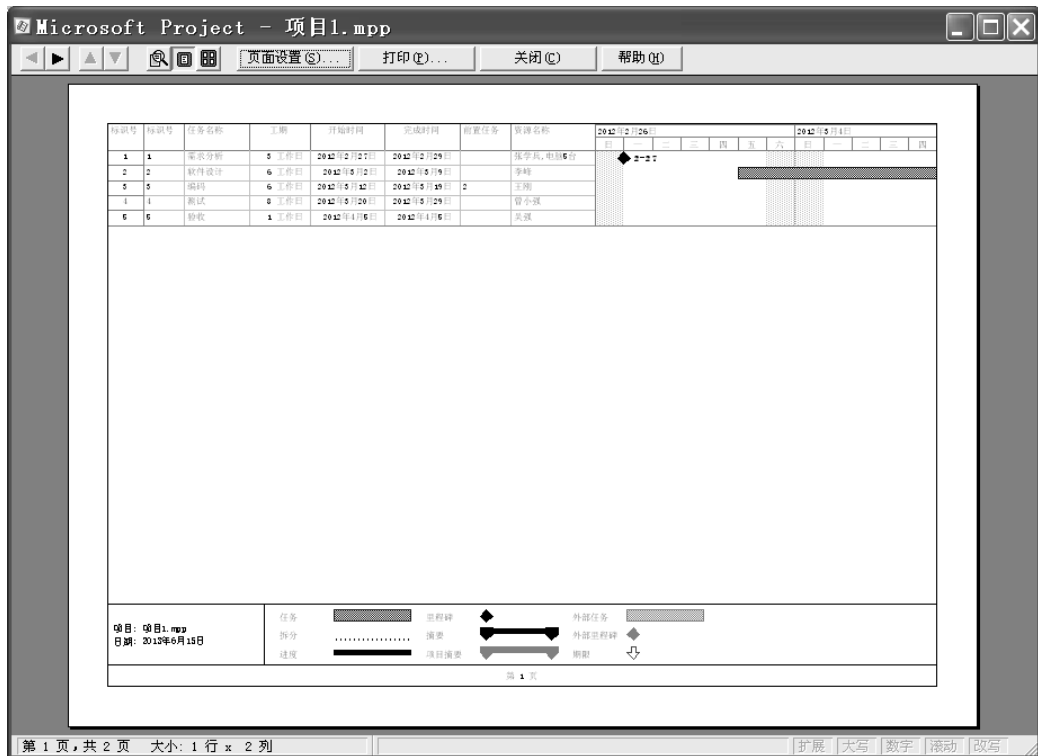 Microsoft Project - 项目1.mpp
页面设置(S)... 打印(P)... 关闭(C) 帮助(H)
标识号 标识号 任务名称 工期 开始时间 完成时间 前置任务 资源名称 2012年2月26日 2012年3月4日
日 一 二 三 四 五 六 日 一 二 三 四
1 1 需求分析 3 工作日 2012年2月27日 2012年2月29日 张学兵,电脑5台 2-27
2 2 软件设计 6 工作日 2012年3月2日 2012年3月9日 李峰
3 3 编码 6 工作日 2012年3月12日 2012年3月19日 2 王刚
4 4 测试 8 工作日 2012年3月20日 2012年3月29日 曾小强
5 5 验收 1 工作日 2012年4月5日 2012年4月5日 吴强
项目: 项目1.mpp
日期: 2013年6月15日
任务 里程碑 外部任务
拆分 摘要 外部里程碑
进度 项目摘要 期限
第 1 页
第 1 页,共 2 页 大小: 1 行 x 2 列 扩展 大写 数字 滚动 改写